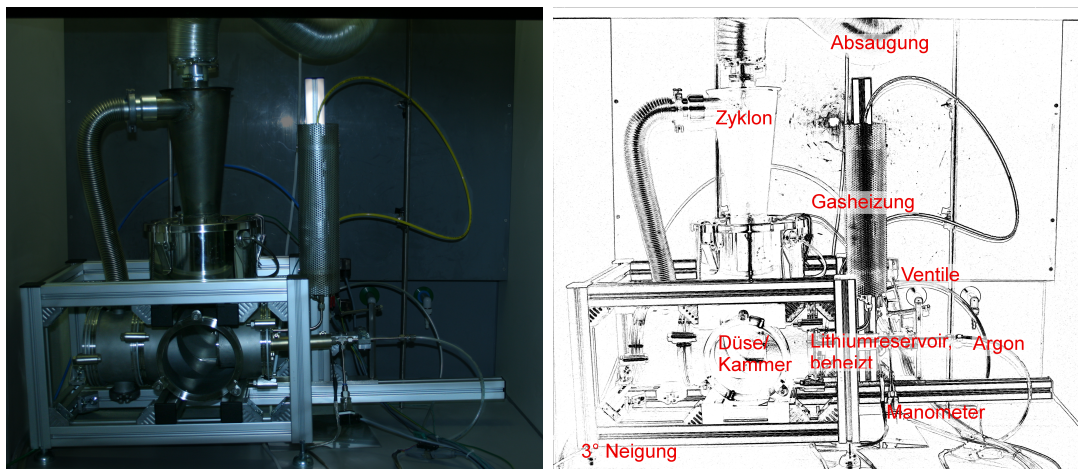 Absaugung
Zyklon
Gasheizung
Ventile
Düse/
Kammer
Lithiumreservoir,
beheizt
Argon
Manometer
3° Neigung